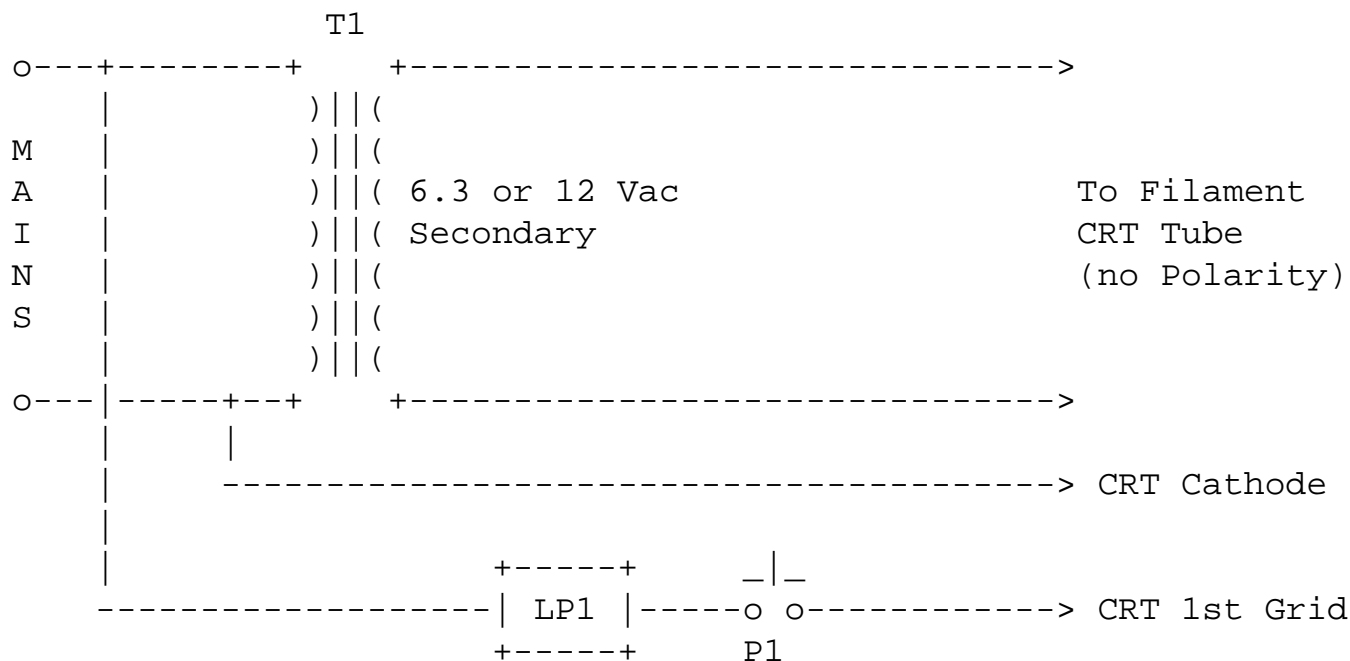 T1
o---+--------+    +------------------------------->
    |         )||(
M   |         )||(
A   |         )||( 6.3 or 12 Vac                   To Filament
I   |         )||( Secondary                       CRT Tube
N   |         )||(                                 (no Polarity)
S   |         )||(
    |         )||(
o---|-----+--+    +------------------------------->
    |     |
    |     ----------------------------------------> CRT Cathode
    |
    |                  +-----+     _|_
    -------------------| LP1 |-----o o------------> CRT 1st Grid
                       +-----+     P1